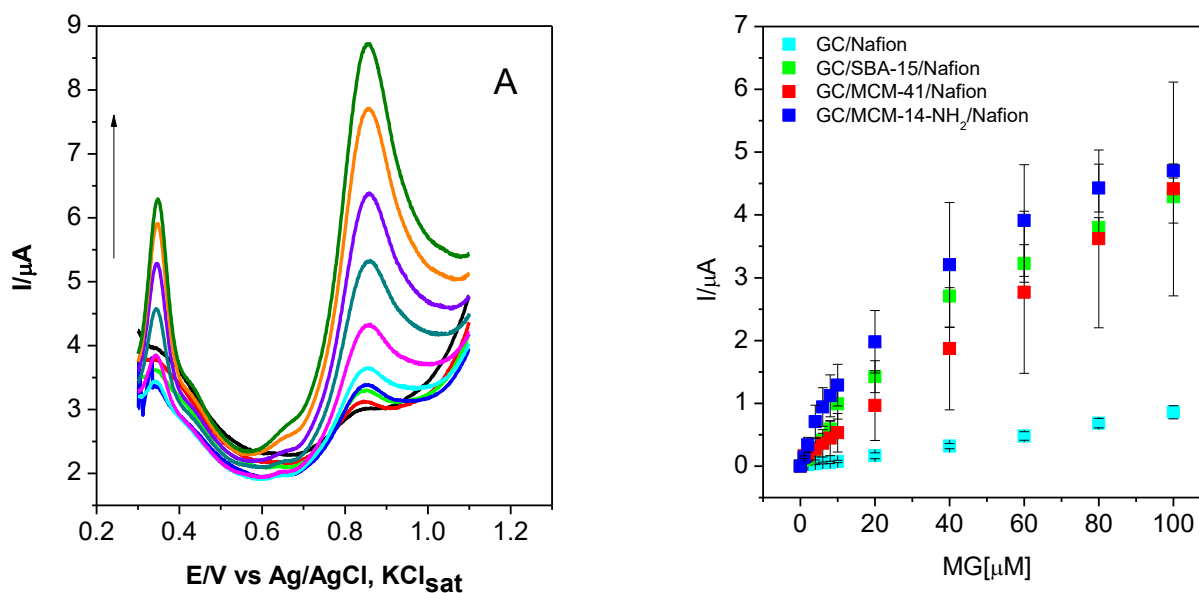 9
8
7
6
5
4
3
2
0.2 0.4 0.6 0.8 1.0 1.2
I/µA
A
E/V vs Ag/AgCl, KCl_sat
7
6
5
4
3
2
1
0
0 20 40 60 80 100
I/µA
GC/Nafion
GC/SBA-15/Nafion
GC/MCM-41/Nafion
GC/MCM-14-NH₂/Nafion
MG[µM]